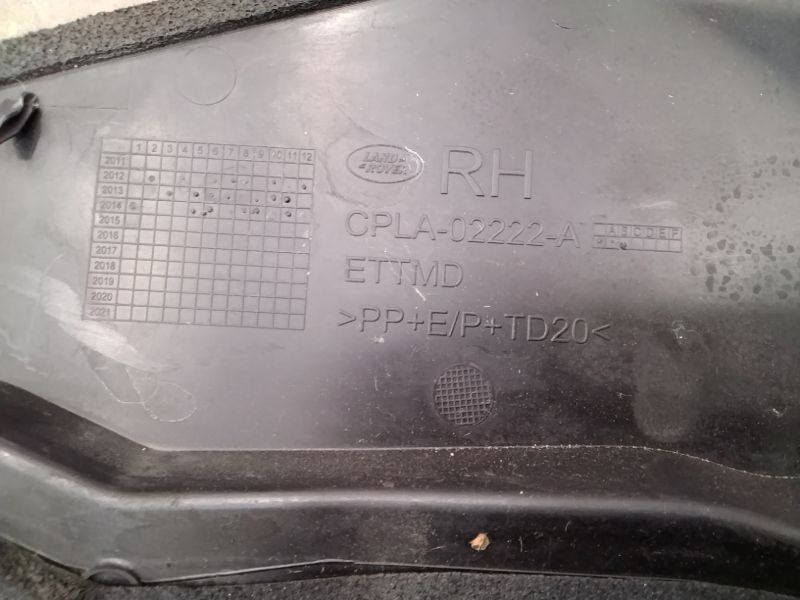 1 2 3 4 5 6 7 8 9 10 11 12
2011
2012
2013
2014
2015
2016
2017
2018
2019
2020
2021
LAND
ROVER
RH
CPLA-02222-A
A B C D E F
ETTMD
>PP+E/P+TD20<